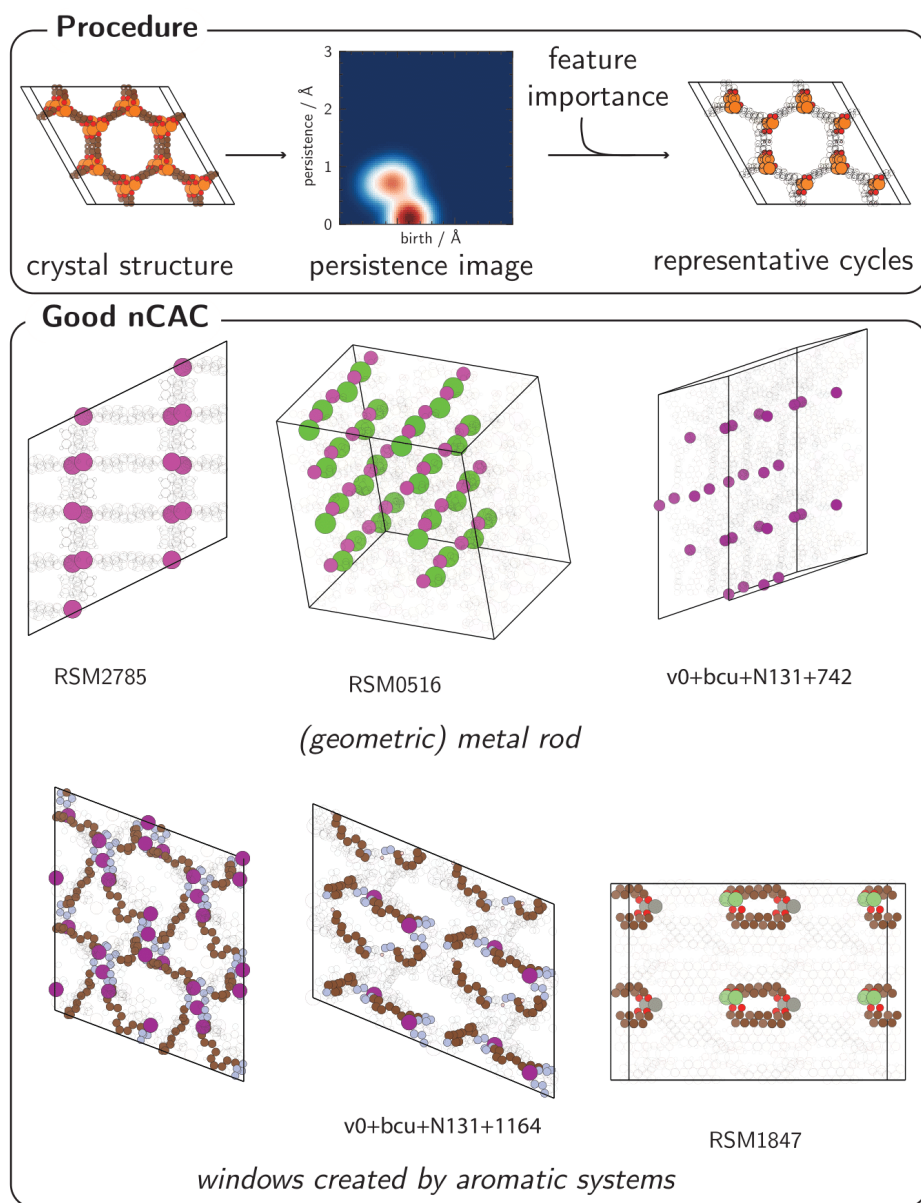 Procedure
3
2
1
0
persistence / Å
birth / Å
feature
importance
crystal structure
persistence image
representative cycles
Good nCAC
RSM2785
RSM0516
v0+bcu+N131+742
(geometric) metal rod
v0+bcu+N131+1164
RSM1847
windows created by aromatic systems